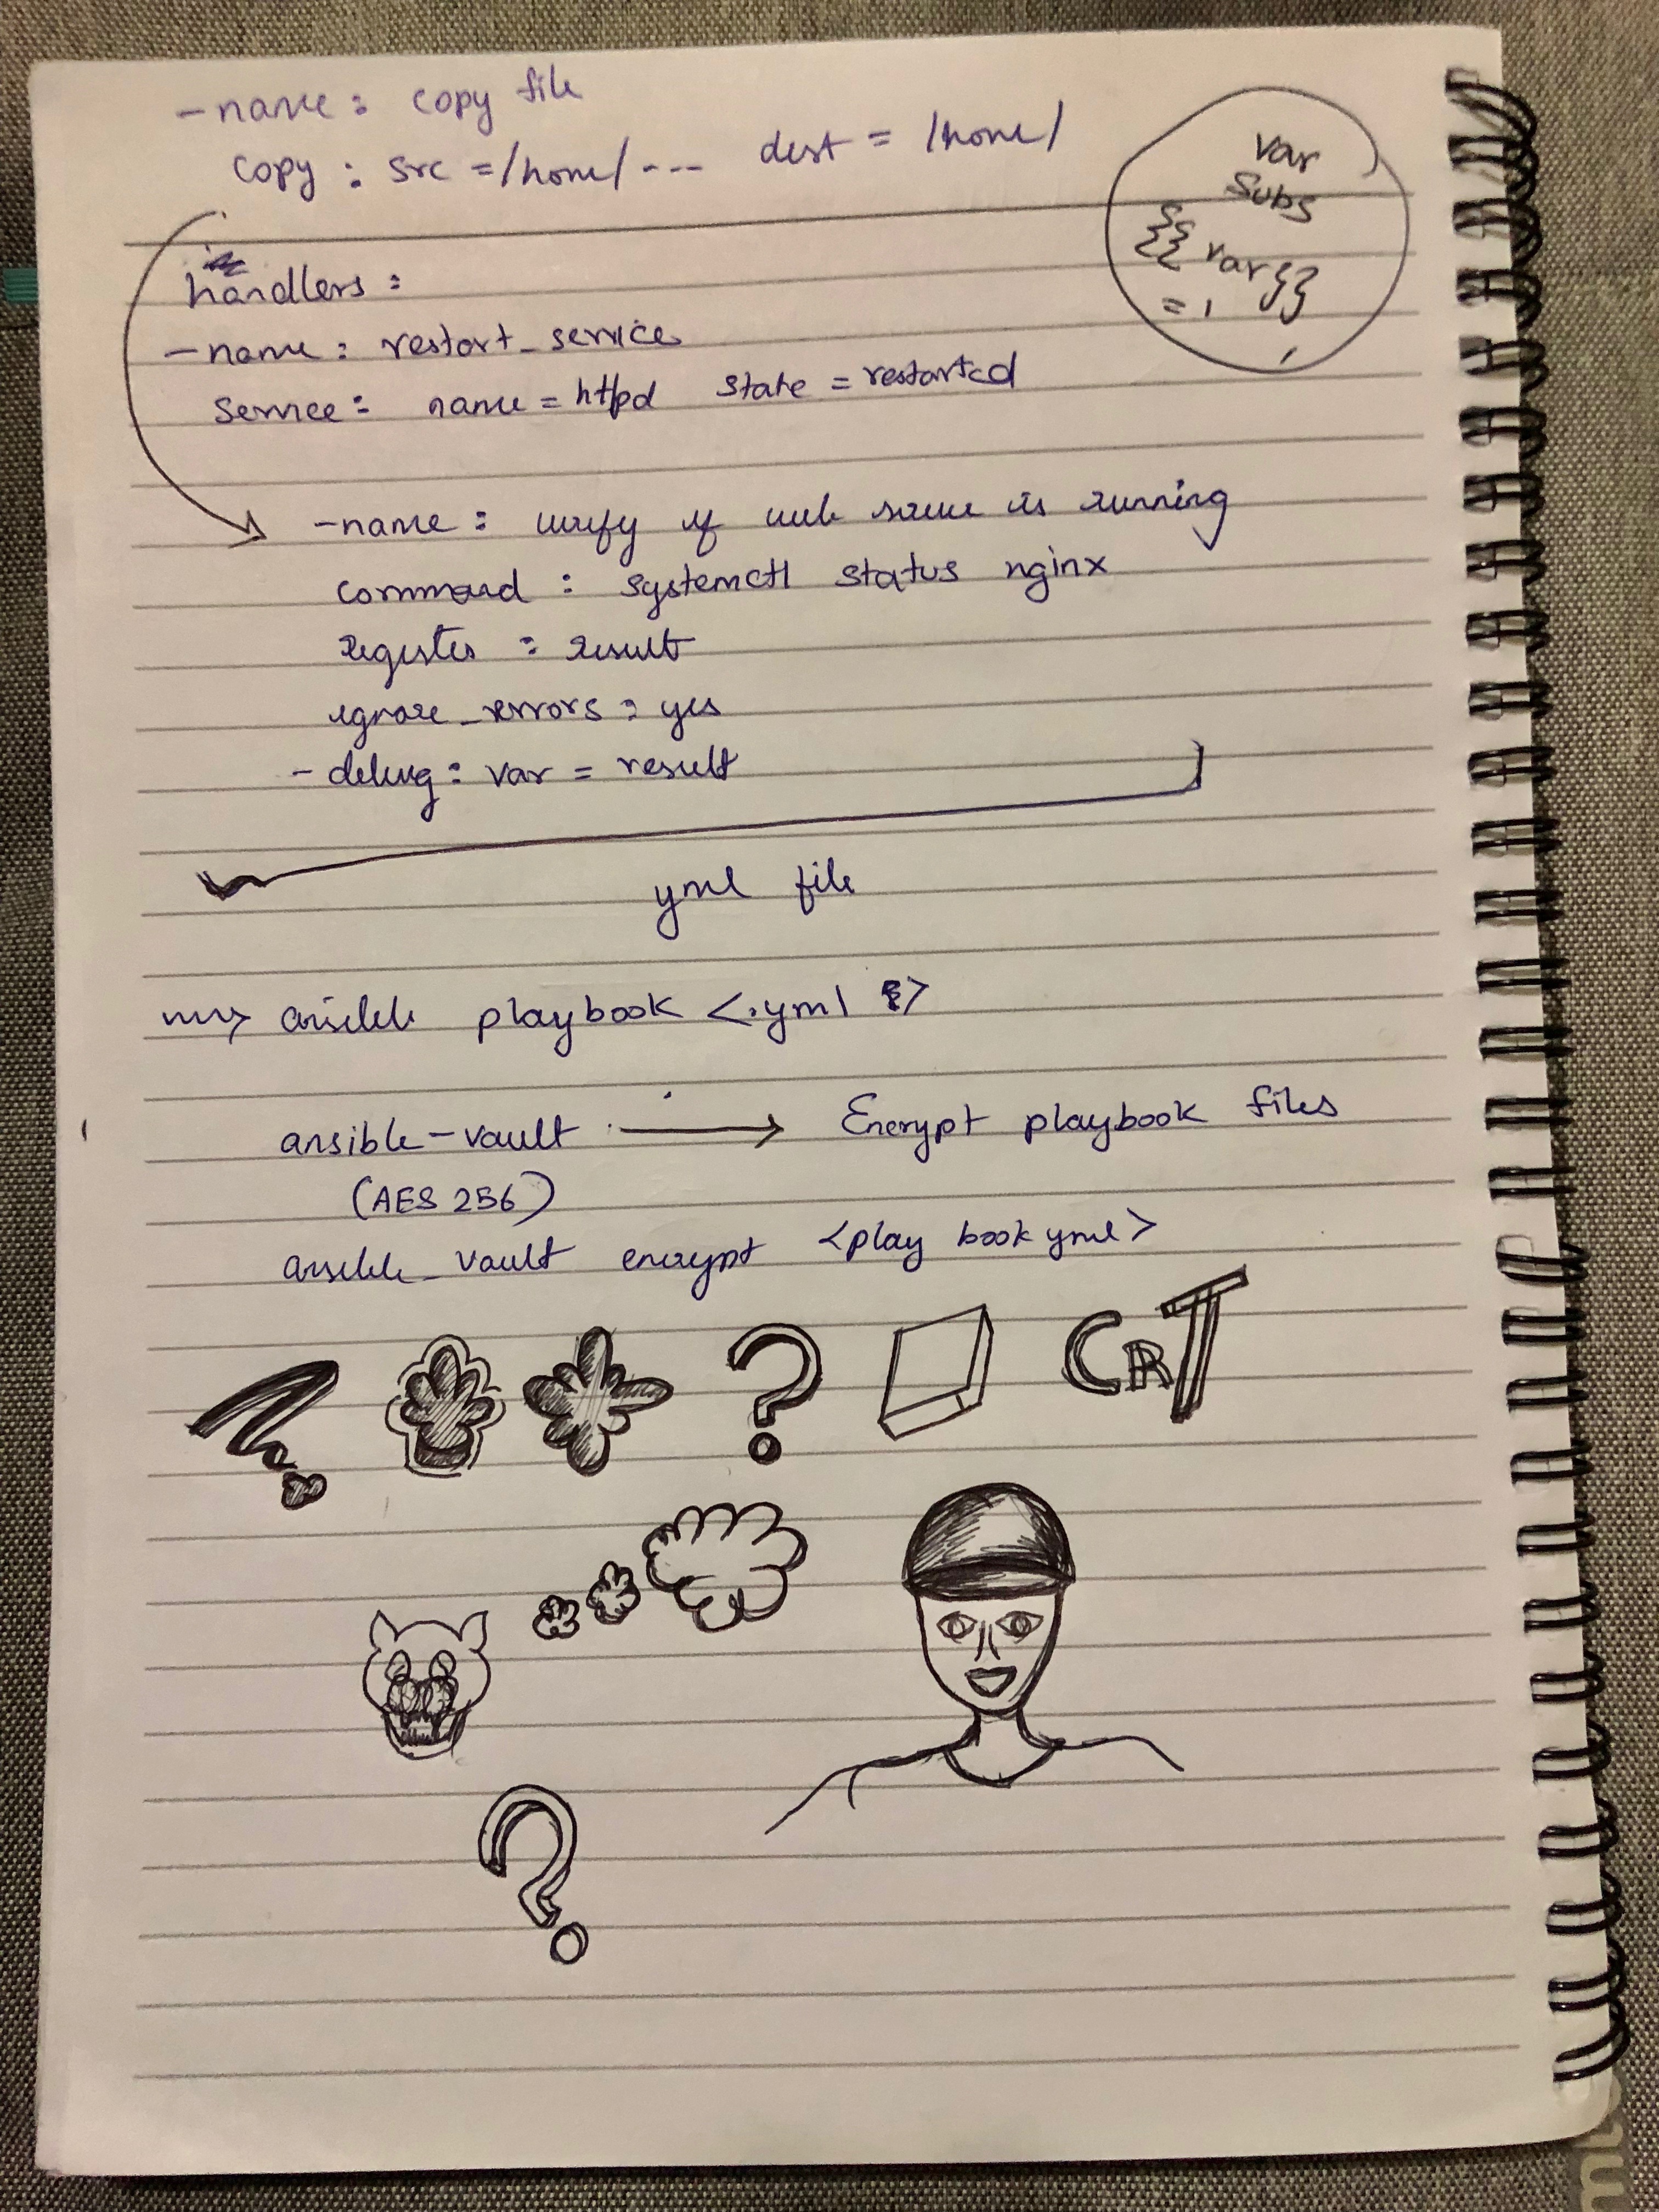 - name : copy file
copy : src = /home/ --- dest = /home/
var
subs
{{ var }}
= 1
handlers :
- name : restart_service
service : name = httpd state = restarted
- name : verify if web is running
command : systemctl status nginx
register : result
ignore_errors : yes
- debug : var = result
yml file
ansible playbook <.yml >
ansible-vault → Encrypt playbook files
(AES 256)
ansible_vault encrypt <play book yml>
? CRT
?